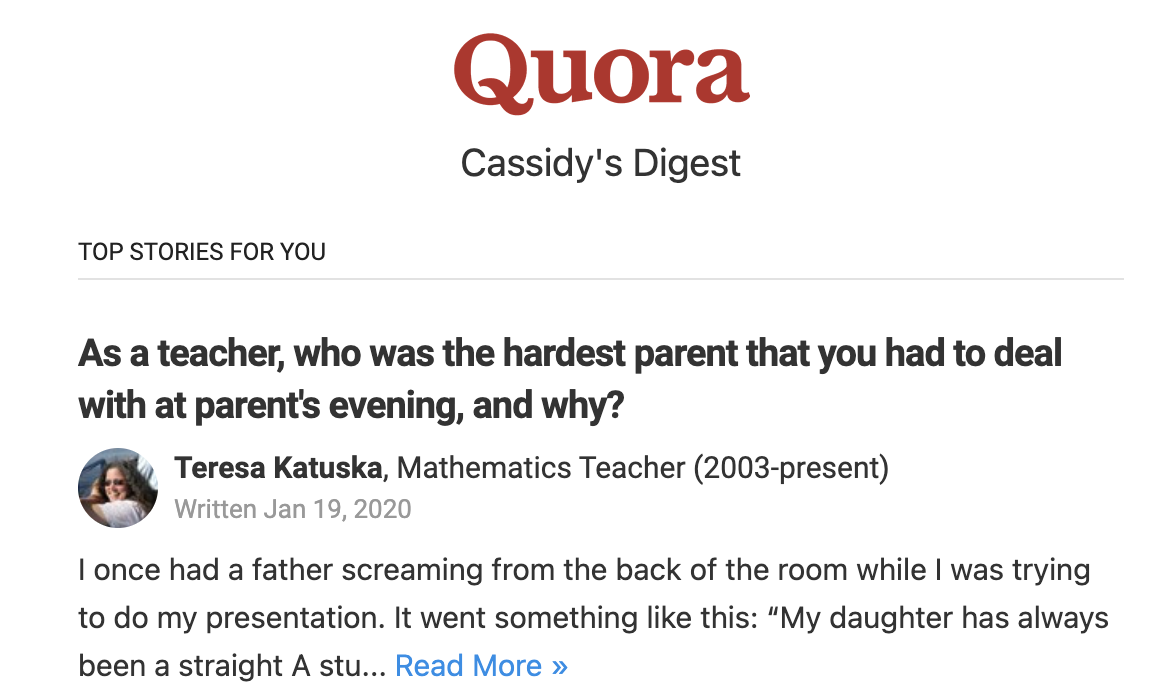 Quora
Cassidy's Digest
TOP STORIES FOR YOU
As a teacher, who was the hardest parent that you had to deal
with at parent's evening, and why?
Teresa Katuska, Mathematics Teacher (2003-present)
Written Jan 19, 2020
I once had a father screaming from the back of the room while I was trying
to do my presentation. It went something like this: “My daughter has always
been a straight A stu... Read More »